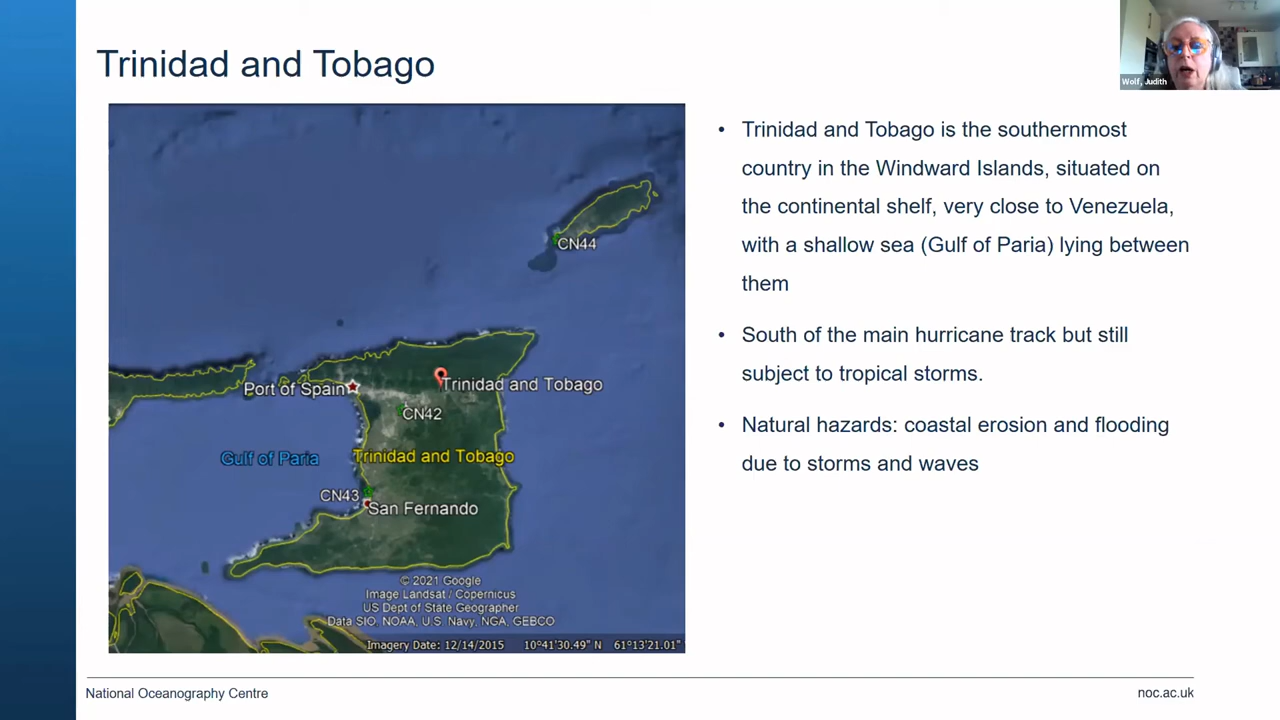 Trinidad and Tobago
Wolf, Judith
CN44
Port of Spain
Trinidad and Tobago
CN42
Gulf of Paria
Trinidad and Tobago
CN43
San Fernando
© 2021 Google
Image Landsat / Copernicus
US Dept of State Geographer
Data SIO, NOAA, U.S. Navy, NGA, GEBCO
Imagery Date: 12/14/2015 10°41'30.49" N 61°13'21.01"
• Trinidad and Tobago is the southernmost
country in the Windward Islands, situated on
the continental shelf, very close to Venezuela,
with a shallow sea (Gulf of Paria) lying between
them
• South of the main hurricane track but still
subject to tropical storms.
• Natural hazards: coastal erosion and flooding
due to storms and waves
National Oceanography Centre
noc.ac.uk